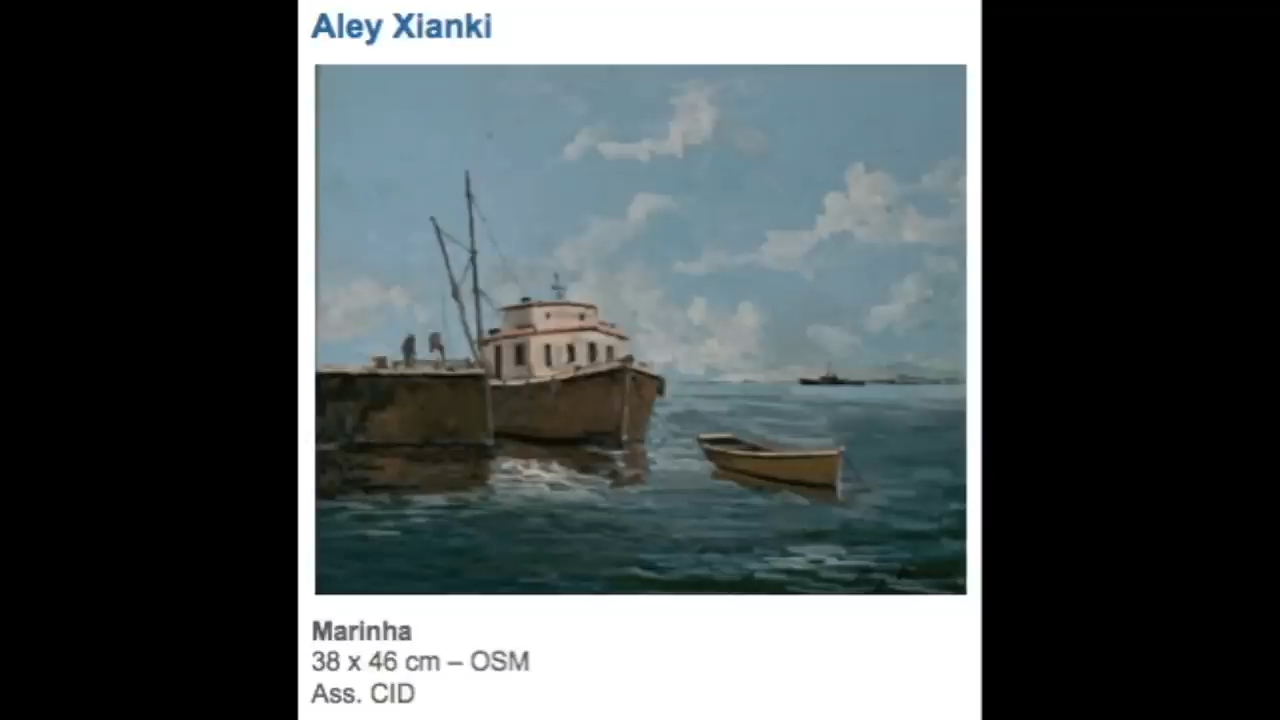 Aley Xianki
Marinha
38 x 46 cm – OSM
Ass. CID